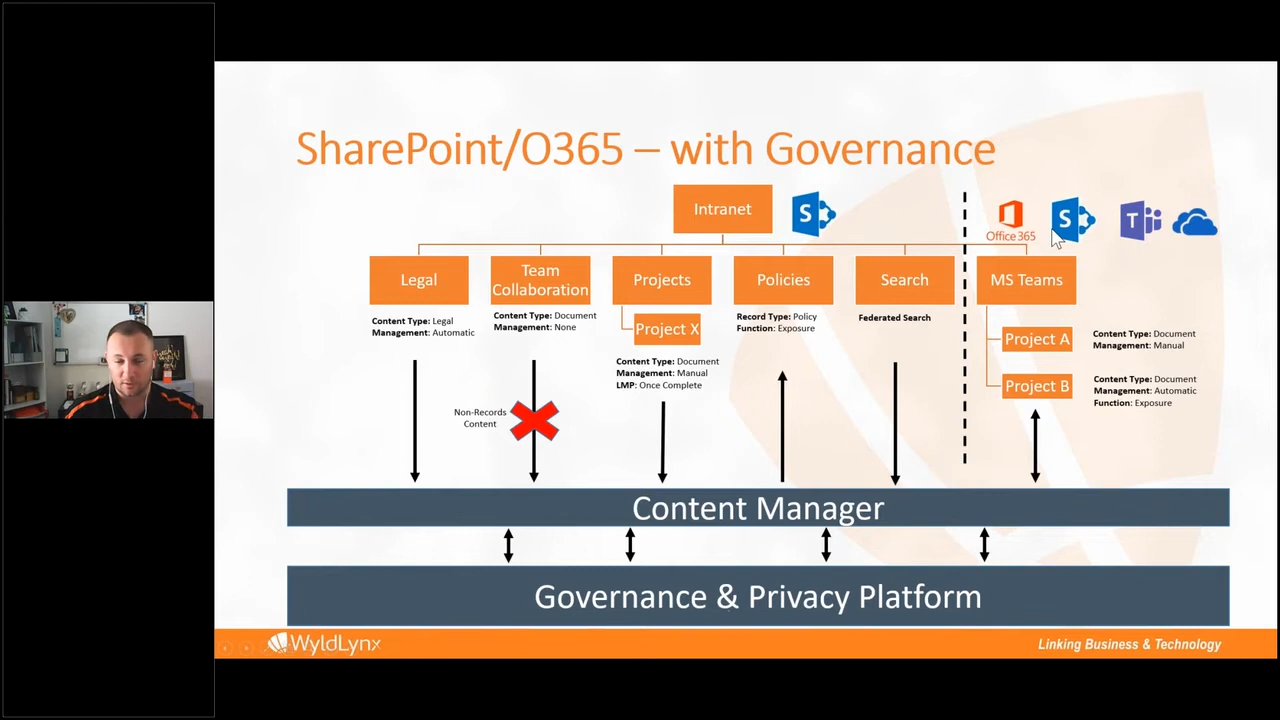 SharePoint/O365 – with Governance
Intranet
S
Office 365
S
T
Legal
Team
Collaboration
Projects
Policies
Search
MS Teams
Content Type: Legal
Management: Automatic
Content Type: Document
Management: None
Project X
Content Type: Document
Management: Manual
LMP: Once Complete
Record Type: Policy
Function: Exposure
Federated Search
Project A
Content Type: Document
Management: Manual
Project B
Content Type: Document
Management: Automatic
Function: Exposure
Non-Records
Content
Content Manager
Governance & Privacy Platform
WyldLynx
Linking Business & Technology